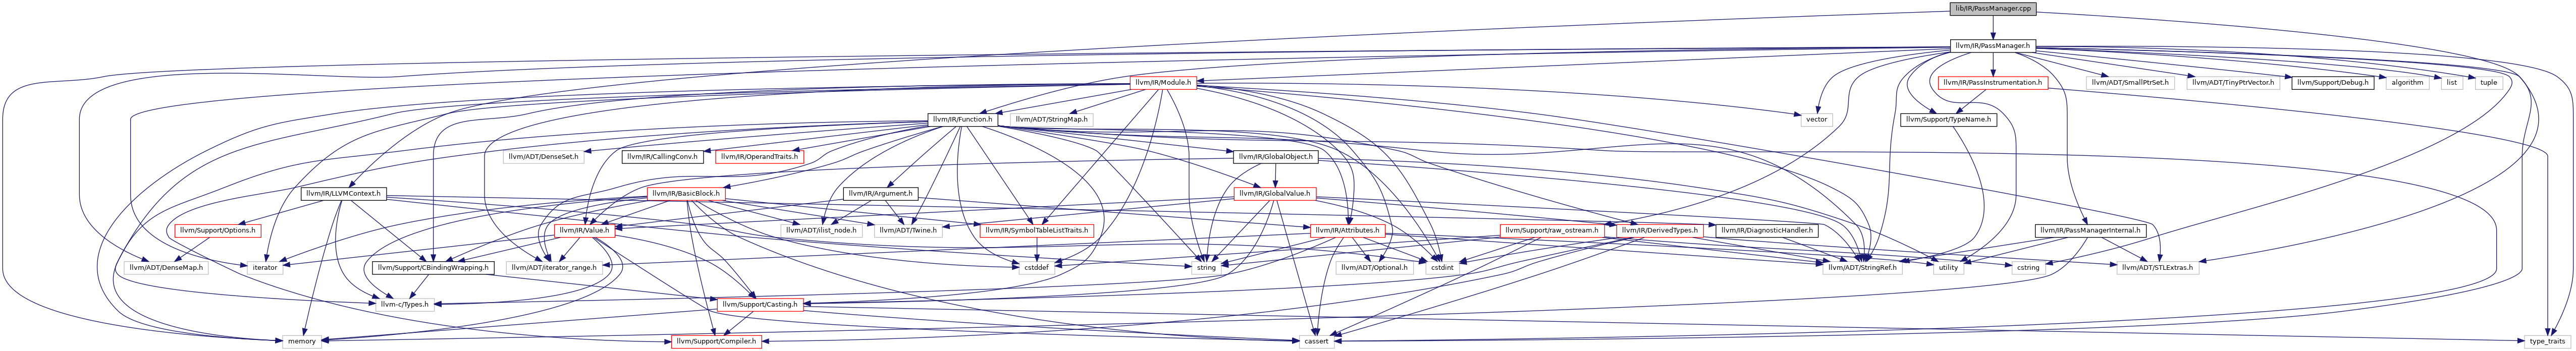 lib/IR/PassManager.cpp
llvm/IR/PassManager.h
llvm/IR/Module.h
llvm/IR/PassInstrumentation.h
llvm/ADT/SmallPtrSet.h
llvm/ADT/TinyPtrVector.h
llvm/Support/Debug.h
algorithm
list
tuple
llvm/IR/Function.h
llvm/ADT/StringMap.h
vector
llvm/Support/TypeName.h
llvm/ADT/DenseSet.h
llvm/IR/CallingConv.h
llvm/IR/OperandTraits.h
llvm/IR/GlobalObject.h
llvm/IR/LLVMContext.h
llvm/IR/BasicBlock.h
llvm/IR/Argument.h
llvm/IR/GlobalValue.h
llvm/Support/Options.h
llvm/IR/Value.h
llvm/ADT/ilist_node.h
llvm/ADT/Twine.h
llvm/IR/SymbolTableListTraits.h
llvm/IR/Attributes.h
llvm/Support/raw_ostream.h
llvm/IR/DerivedTypes.h
llvm/IR/DiagnosticHandler.h
llvm/IR/PassManagerInternal.h
llvm/ADT/DenseMap.h
iterator
llvm/Support/CBindingWrapping.h
llvm/ADT/iterator_range.h
cstddef
string
llvm/ADT/Optional.h
cstdint
llvm/ADT/StringRef.h
utility
cstring
llvm/ADT/STLExtras.h
llvm-c/Types.h
llvm/Support/Casting.h
memory
llvm/Support/Compiler.h
cassert
type_traits